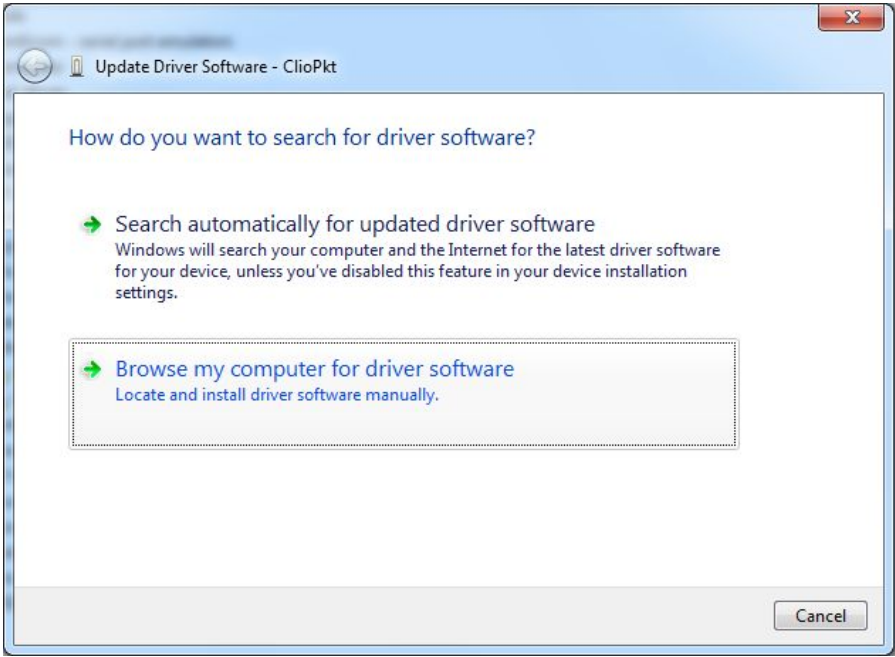 Update Driver Software - ClioPkt
How do you want to search for driver software?
Search automatically for updated driver software
Windows will search your computer and the Internet for the latest driver software
for your device, unless you've disabled this feature in your device installation
settings.
Browse my computer for driver software
Locate and install driver software manually.
Cancel